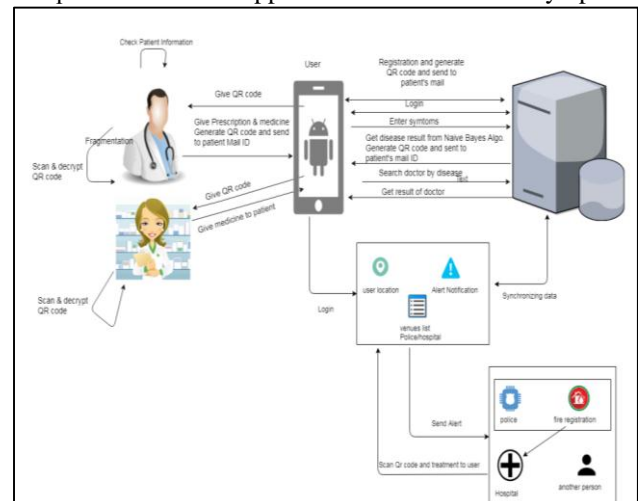 Check Patient Information
User
Registration and generate
QR code and send to
patient's mail
Give QR code
Login
Give Prescription & medicine
Generate QR code and send
to patient Mail ID
Enter symtoms
Fragmentation
Get disease result from Naive Bayes Algo.
Generate QR code and sent to
patient's mail ID
Scan & decrypt
QR code
Give QR code
Search doctor by disease
Text
Get result of doctor
Give medicine to patient
user location
Alert Notification
Synchronizing data
Scan & decrypt
QR code
Login
venues list
Police/hospital
police
fire registration
Send Alert
Scan Qr code and treatment to user
Hospital
another person